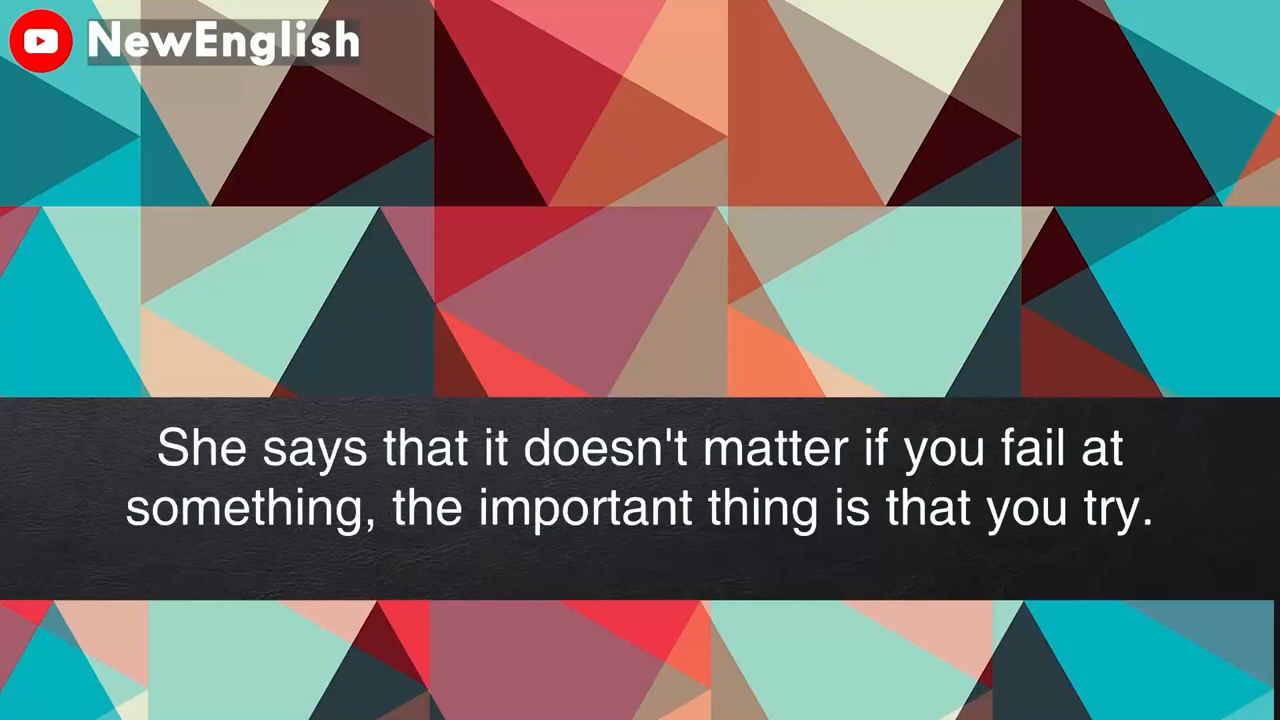 NewEnglish
She says that it doesn't matter if you fail at
something, the important thing is that you try.